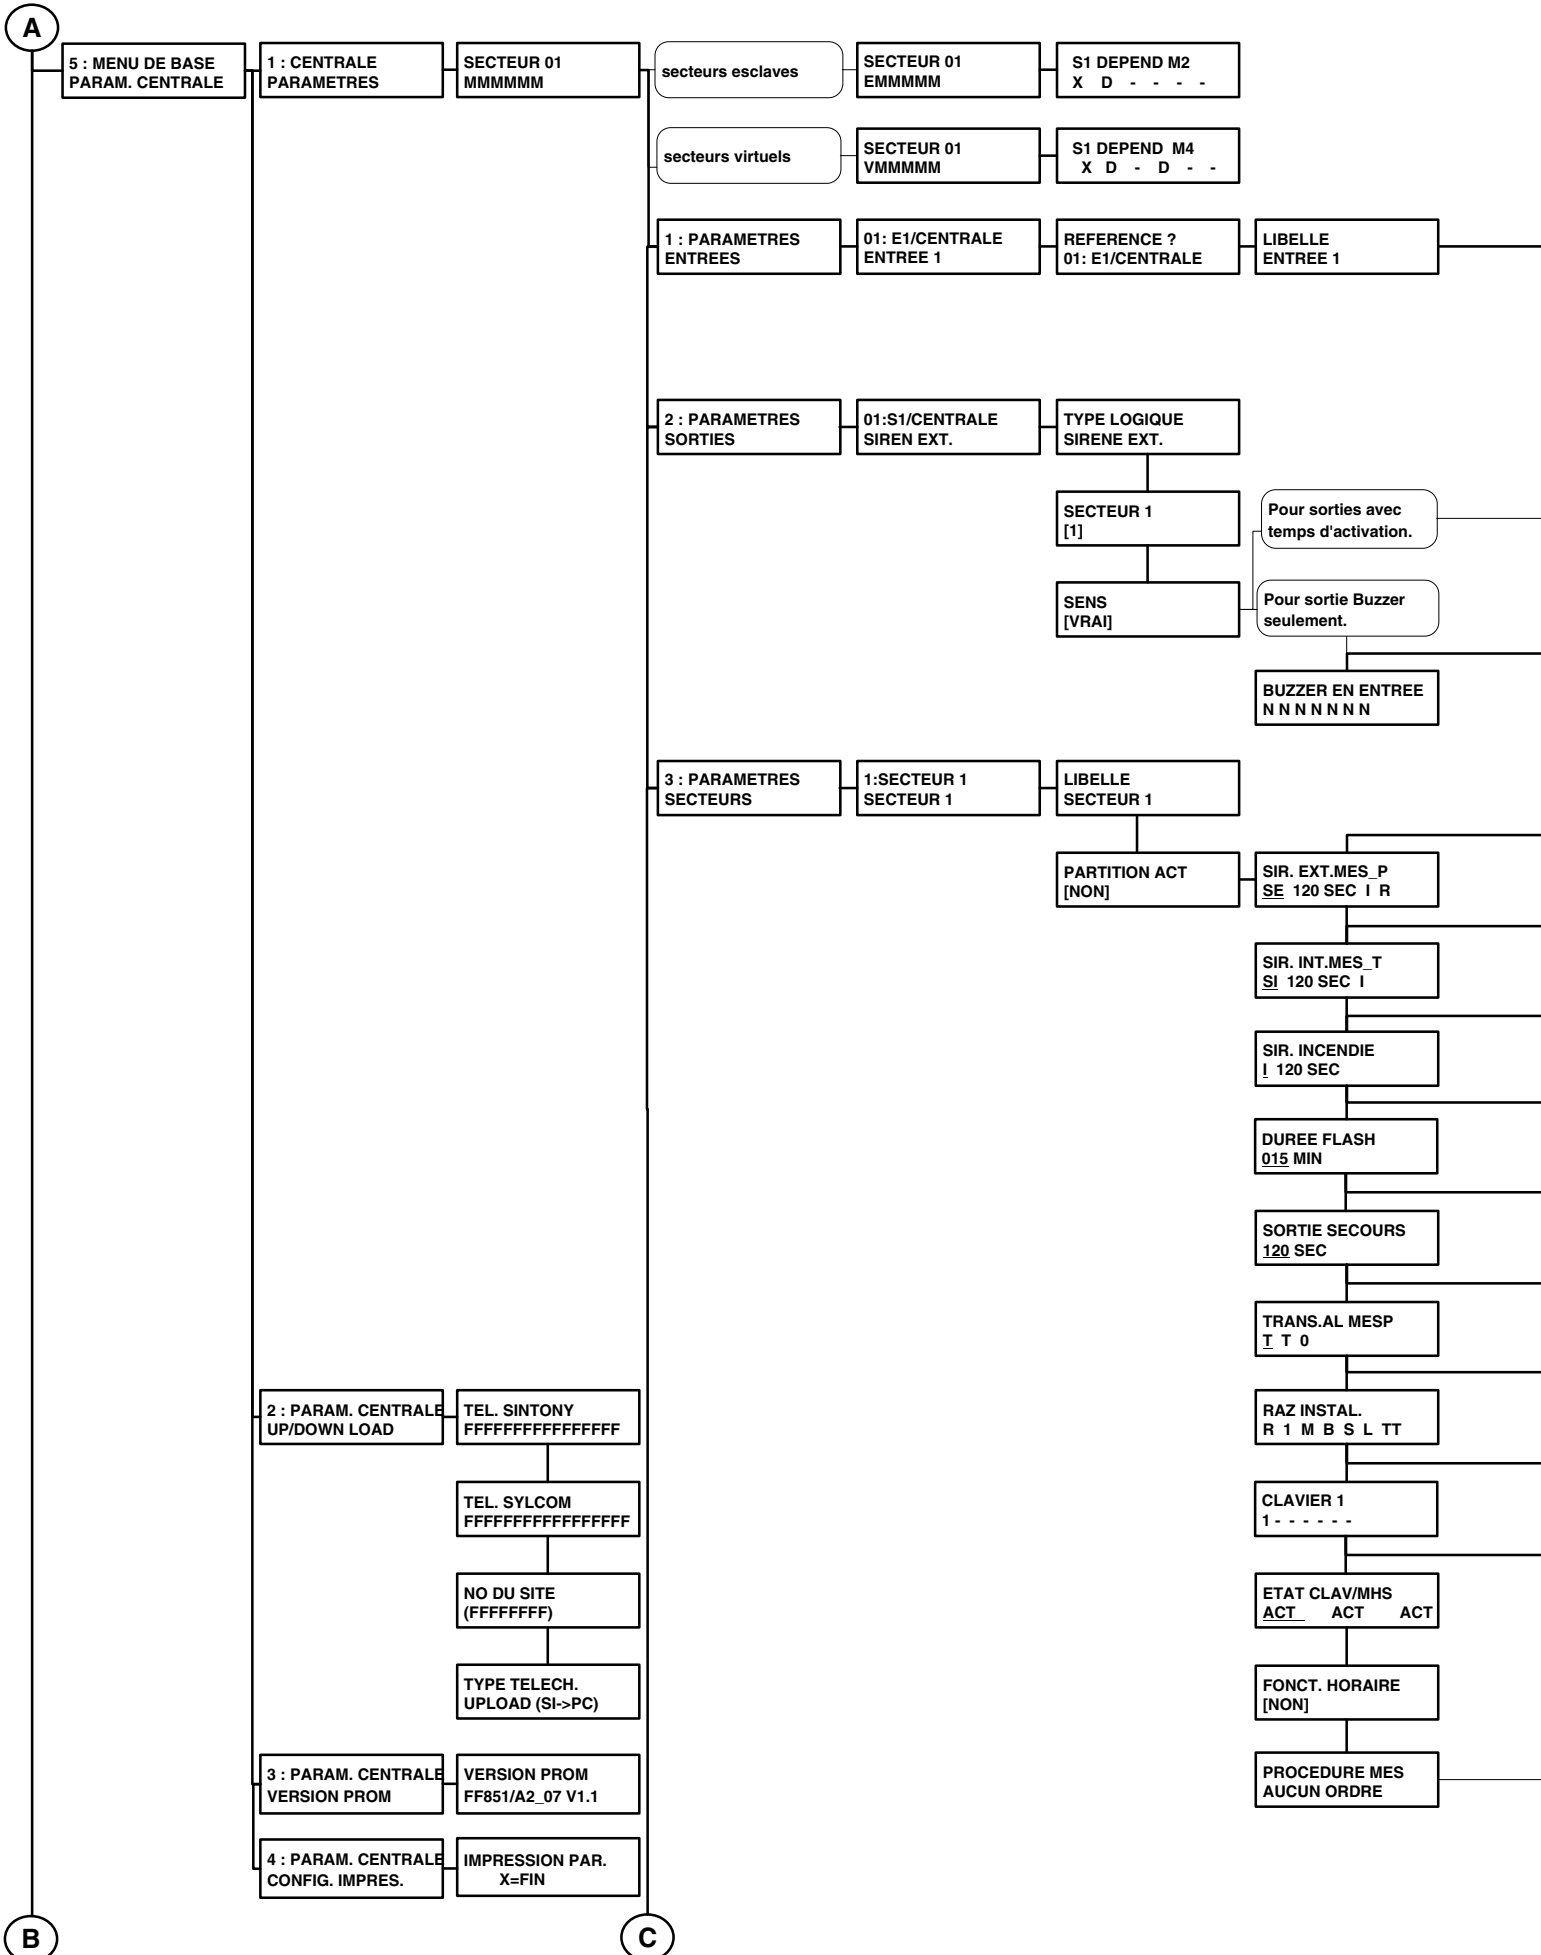 A
5 : MENU DE BASE
PARAM. CENTRALE
1 : CENTRALE
PARAMETRES
SECTEUR 01
MMMMMM
secteurs esclaves
SECTEUR 01
EMMMMM
S1 DEPEND M2
X D - - - -
secteurs virtuels
SECTEUR 01
VMMMMM
S1 DEPEND M4
X D - D - -
1 : PARAMETRES
ENTREES
01: E1/CENTRALE
ENTREE 1
REFERENCE ?
01: E1/CENTRALE
LIBELLE
ENTREE 1
2 : PARAMETRES
SORTIES
01:S1/CENTRALE
SIREN EXT.
TYPE LOGIQUE
SIRENE EXT.
SECTEUR 1
[1]
Pour sorties avec
temps d'activation.
SENS
[VRAI]
Pour sortie Buzzer
seulement.
BUZZER EN ENTREE
N N N N N N N
3 : PARAMETRES
SECTEURS
1:SECTEUR 1
SECTEUR 1
LIBELLE
SECTEUR 1
PARTITION ACT
[NON]
SIR. EXT.MES_P
SE 120 SEC I R
SIR. INT.MES_T
SI 120 SEC I
SIR. INCENDIE
I 120 SEC
DUREE FLASH
015 MIN
SORTIE SECOURS
120 SEC
TRANS.AL MESP
T T 0
RAZ INSTAL.
R 1 M B S L TT
CLAVIER 1
1 - - - - - -
ETAT CLAV/MHS
ACT ACT ACT
FONCT. HORAIRE
[NON]
PROCEDURE MES
AUCUN ORDRE
2 : PARAM. CENTRALE
UP/DOWN LOAD
TEL. SINTONY
FFFFFFFFFFFFFFFF
TEL. SYLCOM
FFFFFFFFFFFFFFFFF
NO DU SITE
(FFFFFFFF)
TYPE TELECH.
UPLOAD (SI->PC)
3 : PARAM. CENTRALE
VERSION PROM
VERSION PROM
FF851/A2_07 V1.1
4 : PARAM. CENTRALE
CONFIG. IMPRES.
IMPRESSION PAR.
X=FIN
B
C